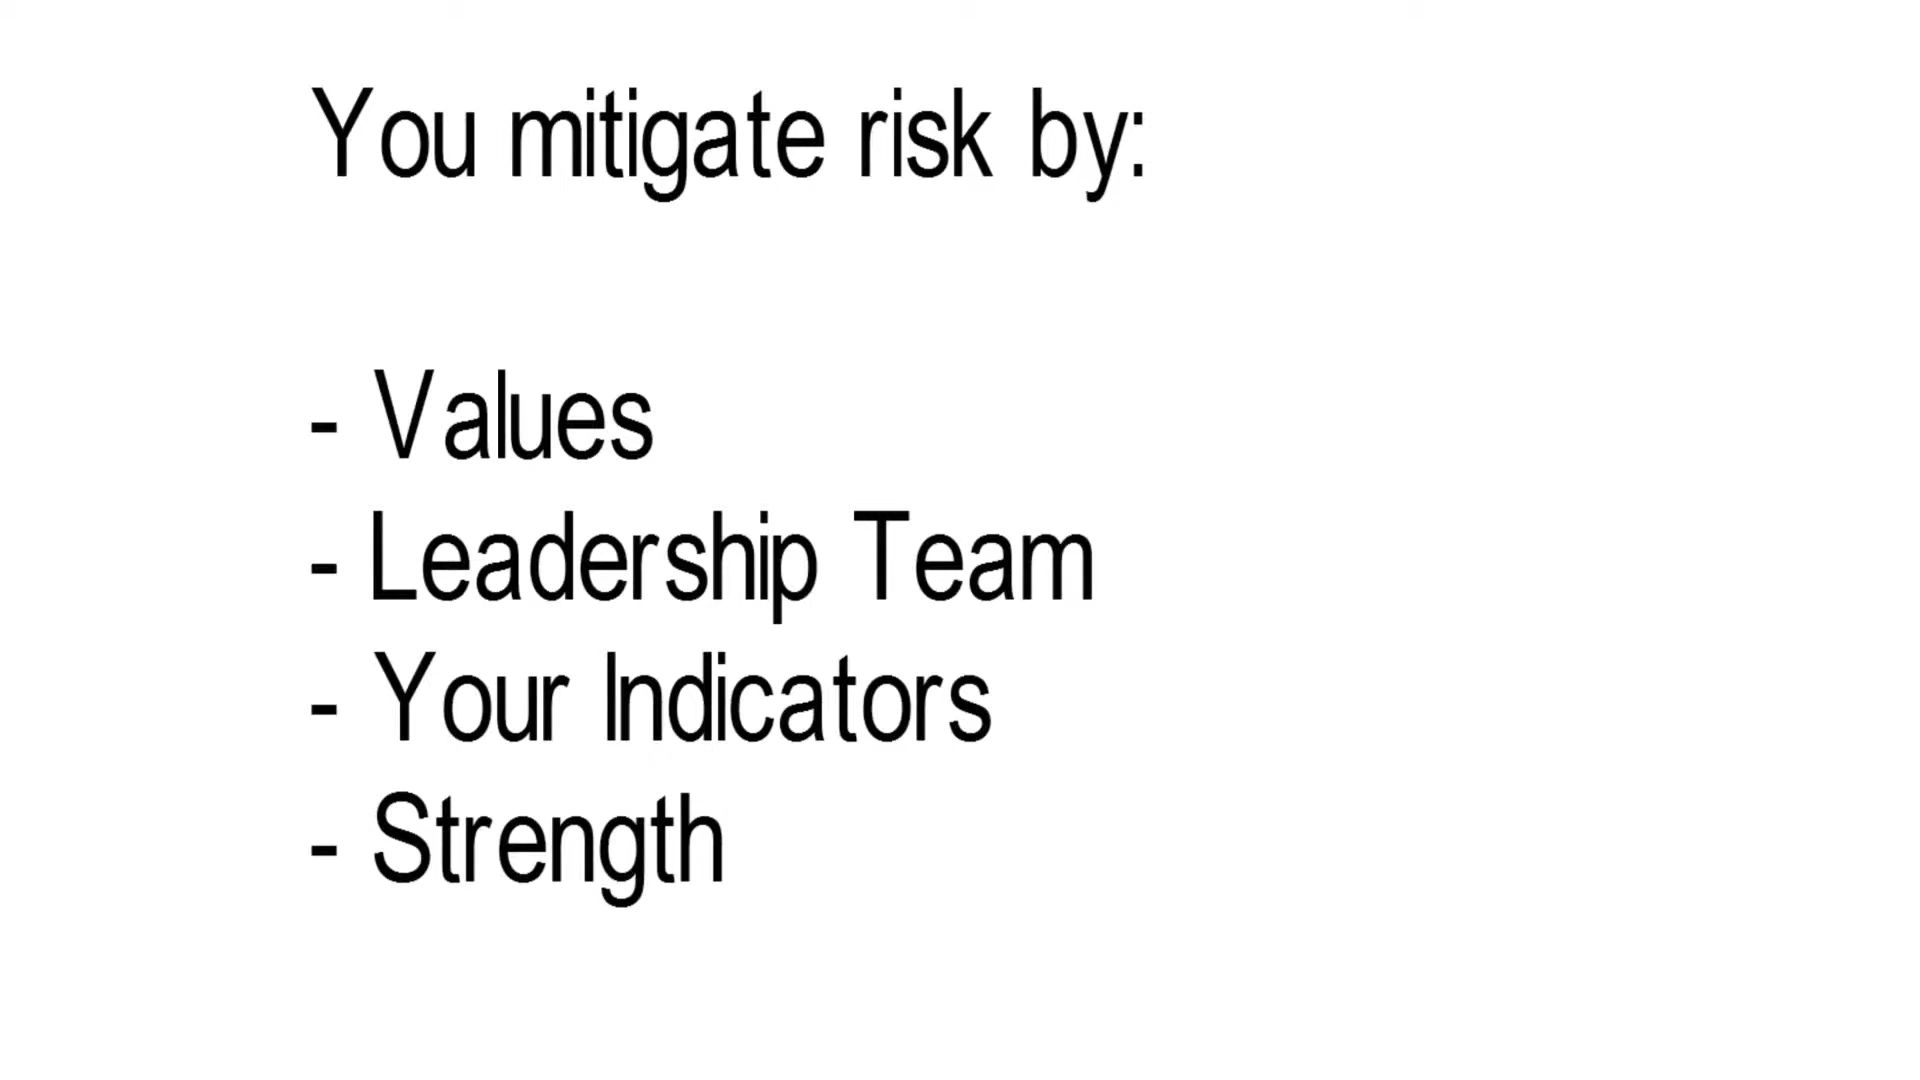 You mitigate risk by:
- Values
- Leadership Team
- Your Indicators
- Strength